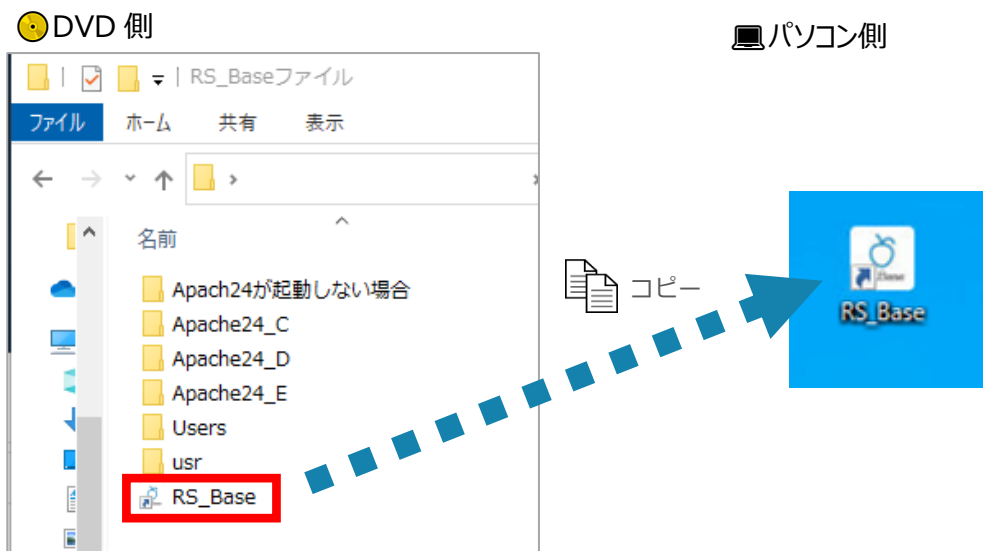 DVD 側
パソコン側
RS_Baseファイル
ファイル ホーム 共有 表示
名前
Apach24が起動しない場合
Apache24_C
Apache24_D
Apache24_E
Users
usr
RS_Base
コピー
Base
RS_Base